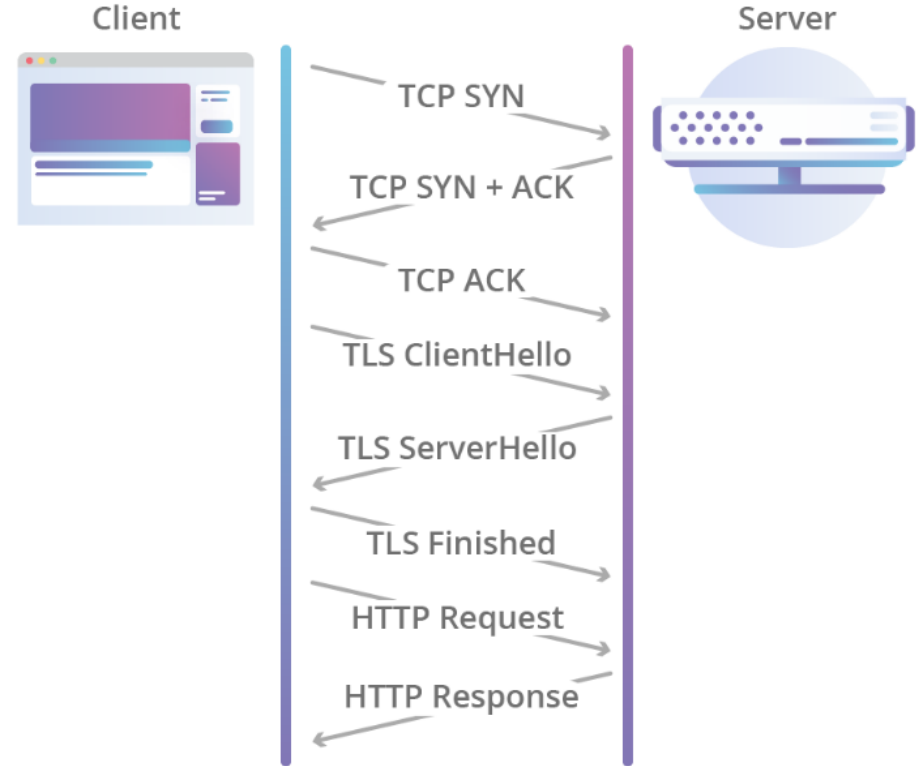 Client
Server
TCP SYN
TCP SYN + ACK
TCP ACK
TLS ClientHello
TLS ServerHello
TLS Finished
HTTP Request
HTTP Response